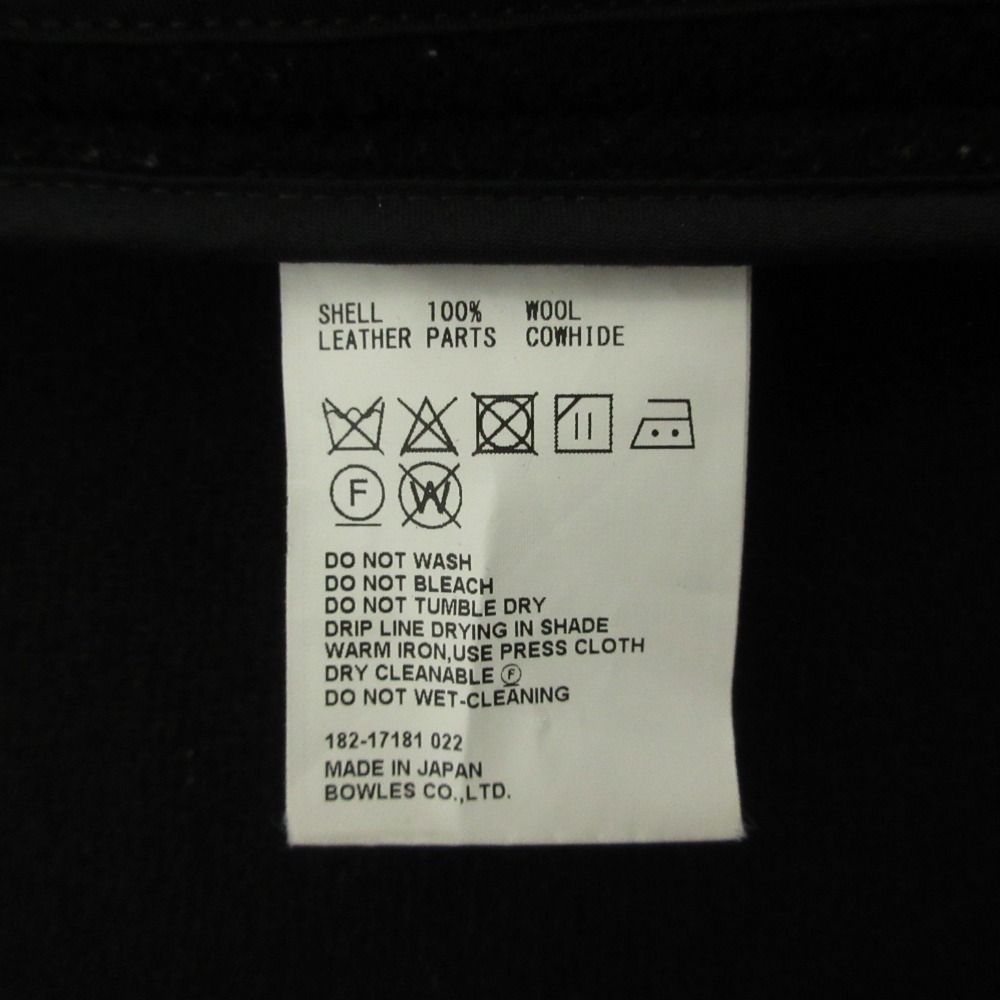 SHELL 100% WOOL
LEATHER PARTS COWHIDE
F W
DO NOT WASH
DO NOT BLEACH
DO NOT TUMBLE DRY
DRIP LINE DRYING IN SHADE
WARM IRON,USE PRESS CLOTH
DRY CLEANABLE Ⓕ
DO NOT WET-CLEANING
182-17181 022
MADE IN JAPAN
BOWLES CO.,LTD.